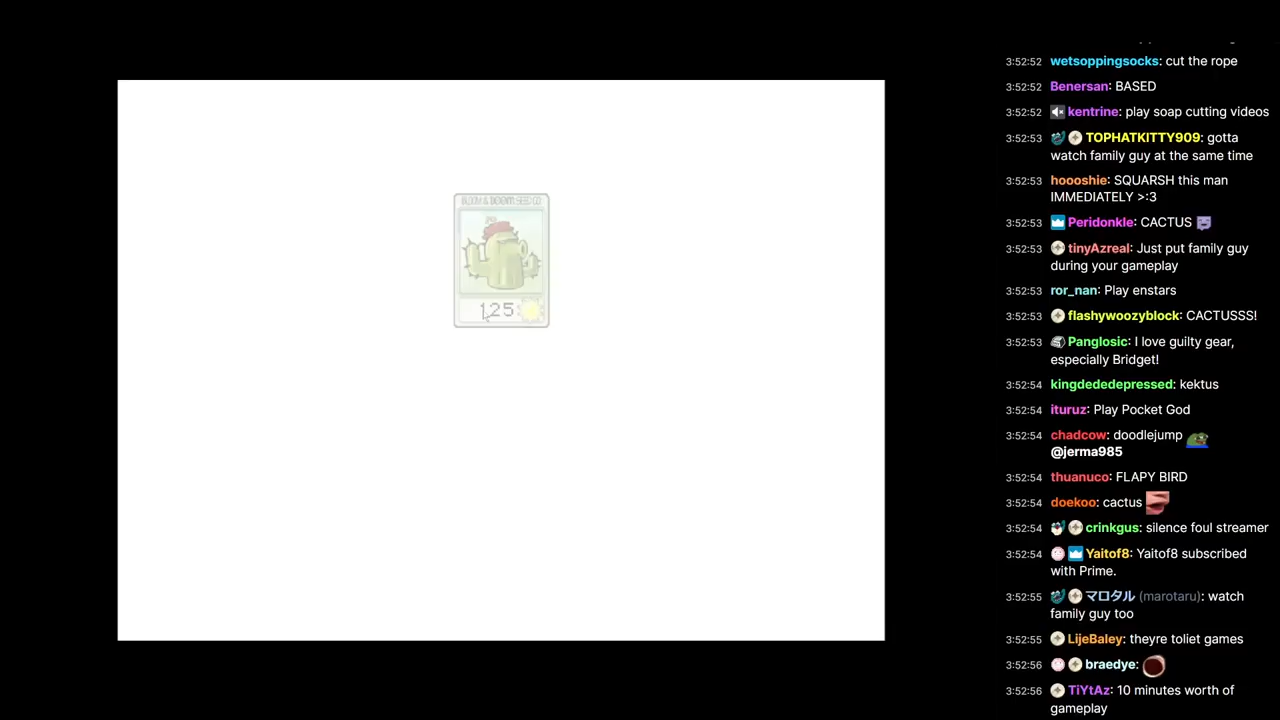 BLOOM & DOOM SEED CO
125
3:52:52 wetsoppingsocks: cut the rope
3:52:52 Benersan: BASED
3:52:52 kentrine: play soap cutting videos
3:52:53 TOPHATKITTY909: gotta
watch family guy at the same time
3:52:53 hoooshie: SQUARSH this man
IMMEDIATELY >:3
3:52:53 Peridonkle: CACTUS
3:52:53 tinyAzreal: Just put family guy
during your gameplay
3:52:53 ror_nan: Play enstars
3:52:53 flashywoozyblock: CACTUSSS!
3:52:53 Panglosic: I love guilty gear,
especially Bridget!
3:52:54 kingdededepressed: kektus
3:52:54 ituruz: Play Pocket God
3:52:54 chadcow: doodlejump
@jerma985
3:52:54 thuanuco: FLAPY BIRD
3:52:54 doekoo: cactus
3:52:54 crinkgus: silence foul streamer
3:52:54 Yaitof8: Yaitof8 subscribed
with Prime.
3:52:55 マロタル (marotaru): watch
family guy too
3:52:55 LijeBaley: theyre toliet games
3:52:56 braedye:
3:52:56 TiYtAz: 10 minutes worth of
gameplay